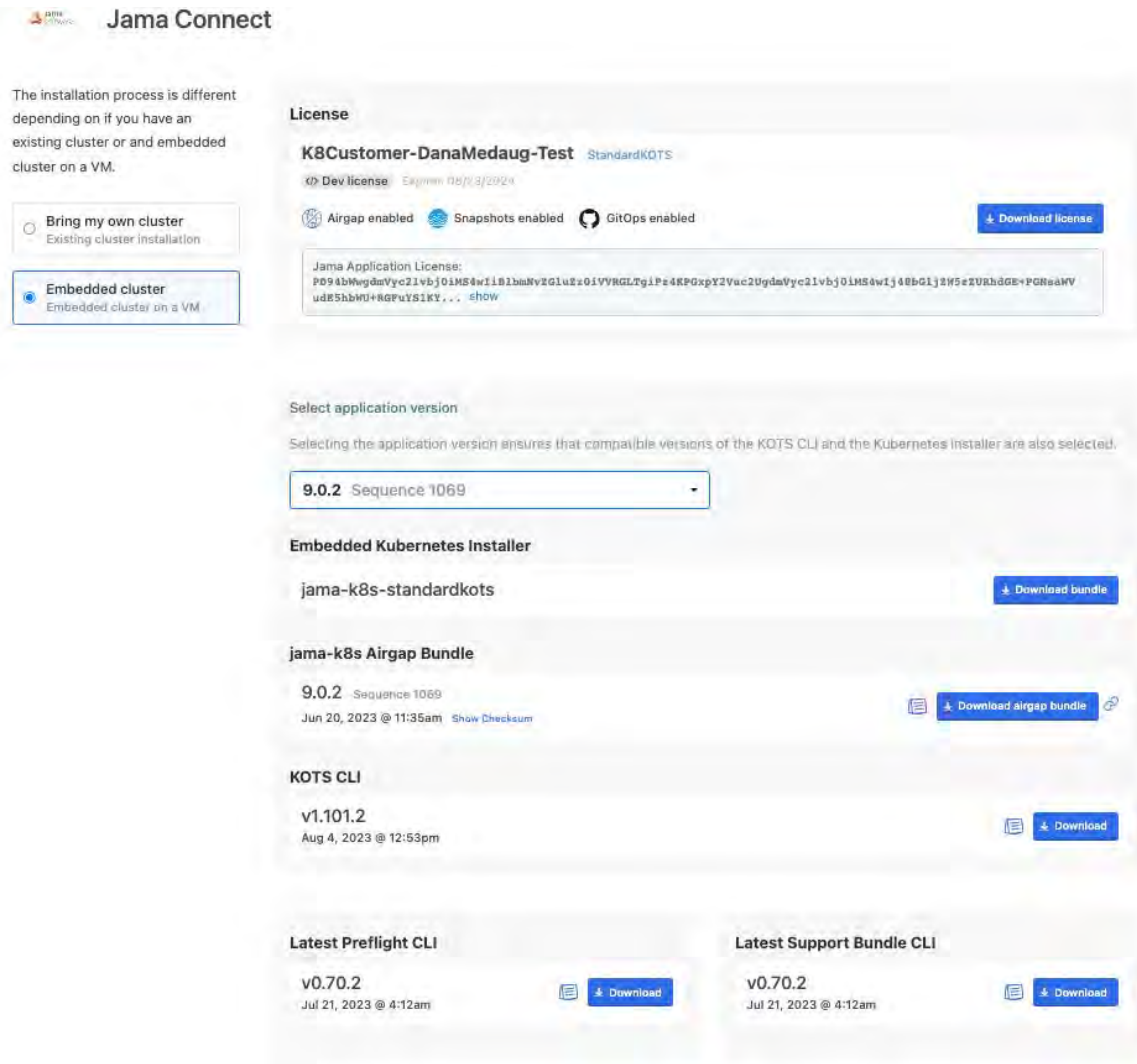 Jama Connect
The installation process is different
depending on if you have an
existing cluster or and embedded
cluster on a VM.
Bring my own cluster
Existing cluster installation
Embedded cluster
Embedded cluster on a VM
License
K8Customer-DanaMedaug-Test StandardKOTS
</> Dev license
Airgap enabled Snapshots enabled GitOps enabled
Download license
Jama Application License:
show
Select application version
Selecting the application version ensures that compatible versions of the KOTS CLI and the Kubernetes installer are also selected.
9.0.2 Sequence 1069
Embedded Kubernetes Installer
jama-k8s-standardkots
Download bundle
jama-k8s Airgap Bundle
9.0.2 Sequence 1069
Jun 20, 2023 @ 11:35am Show Checksum
Download airgap bundle
KOTS CLI
v1.101.2
Aug 4, 2023 @ 12:53pm
Download
Latest Preflight CLI
v0.70.2
Jul 21, 2023 @ 4:12am
Download
Latest Support Bundle CLI
v0.70.2
Jul 21, 2023 @ 4:12am
Download